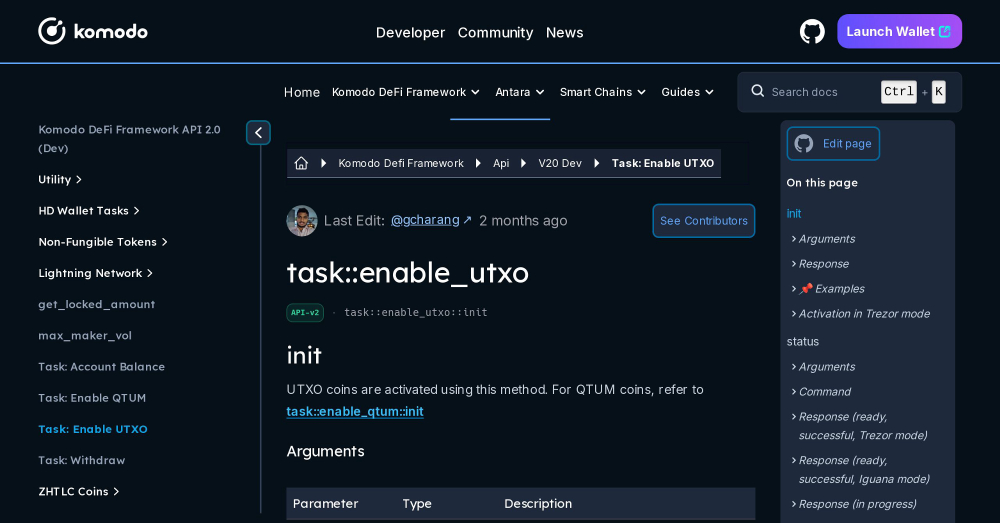 komodo
Developer Community News
Launch Wallet
Home Komodo DeFi Framework Antara Smart Chains Guides
Search docs Ctrl + K
Komodo DeFi Framework API 2.0
(Dev)
Utility
HD Wallet Tasks
Non-Fungible Tokens
Lightning Network
get_locked_amount
max_maker_vol
Task: Account Balance
Task: Enable QTUM
Task: Enable UTXO
Task: Withdraw
ZHTLC Coins
Komodo Defi Framework Api V20 Dev Task: Enable UTXO
Last Edit: @gcharang ↗ 2 months ago
See Contributors
task::enable_utxo
API-v2 · task::enable_utxo::init
init
UTXO coins are activated using this method. For QTUM coins, refer to
task::enable_qtum::init
Arguments
Parameter Type Description
Edit page
On this page
init
Arguments
Response
📌 Examples
Activation in Trezor mode
status
Arguments
Command
Response (ready,
successful, Trezor mode)
Response (ready,
successful, Iguana mode)
Response (in progress)